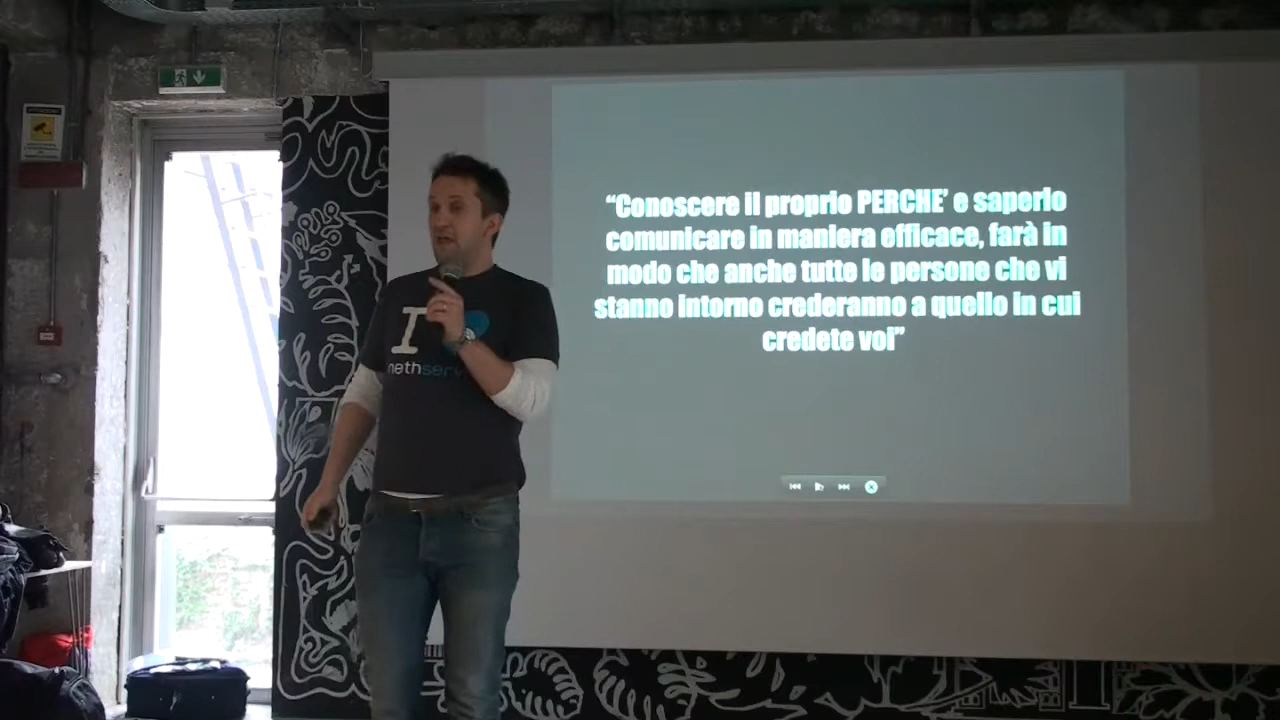 “Conoscere il proprio PERCHE’ e saperlo
comunicare in maniera efficace, farà in
modo che anche tutte le persone che vi
stanno intorno crederanno a quello in cui
credete voi”
I
nethserv